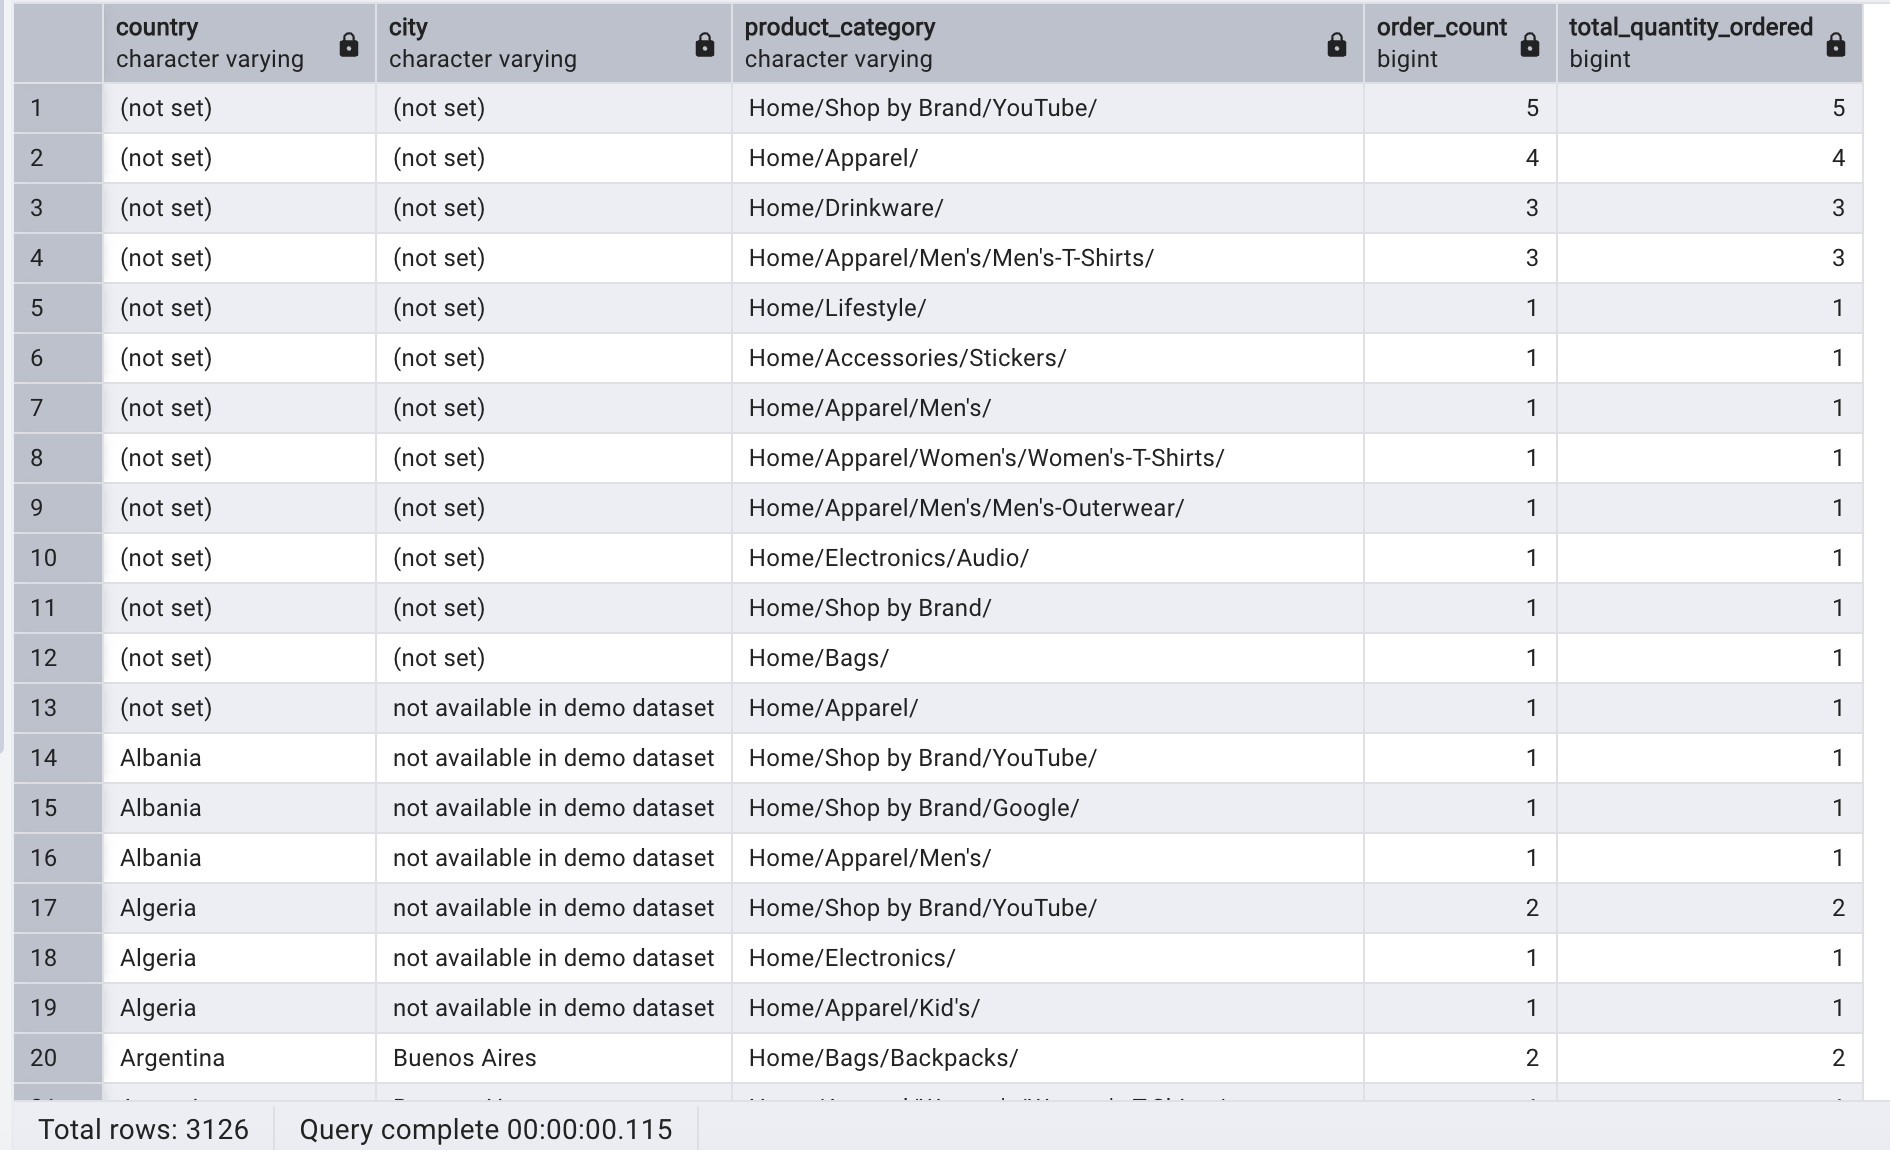 country city product_category order_count total_quantity_ordered
character varying character varying character varying bigint bigint
1 (not set) (not set) Home/Shop by Brand/YouTube/ 5 5
2 (not set) (not set) Home/Apparel/ 4 4
3 (not set) (not set) Home/Drinkware/ 3 3
4 (not set) (not set) Home/Apparel/Men's/Men's-T-Shirts/ 3 3
5 (not set) (not set) Home/Lifestyle/ 1 1
6 (not set) (not set) Home/Accessories/Stickers/ 1 1
7 (not set) (not set) Home/Apparel/Men's/ 1 1
8 (not set) (not set) Home/Apparel/Women's/Women's-T-Shirts/ 1 1
9 (not set) (not set) Home/Apparel/Men's/Men's-Outerwear/ 1 1
10 (not set) (not set) Home/Electronics/Audio/ 1 1
11 (not set) (not set) Home/Shop by Brand/ 1 1
12 (not set) (not set) Home/Bags/ 1 1
13 (not set) not available in demo dataset Home/Apparel/ 1 1
14 Albania not available in demo dataset Home/Shop by Brand/YouTube/ 1 1
15 Albania not available in demo dataset Home/Shop by Brand/Google/ 1 1
16 Albania not available in demo dataset Home/Apparel/Men's/ 1 1
17 Algeria not available in demo dataset Home/Shop by Brand/YouTube/ 2 2
18 Algeria not available in demo dataset Home/Electronics/ 1 1
19 Algeria not available in demo dataset Home/Apparel/Kid's/ 1 1
20 Argentina Buenos Aires Home/Bags/Backpacks/ 2 2
Total rows: 3126 Query complete 00:00:00.115